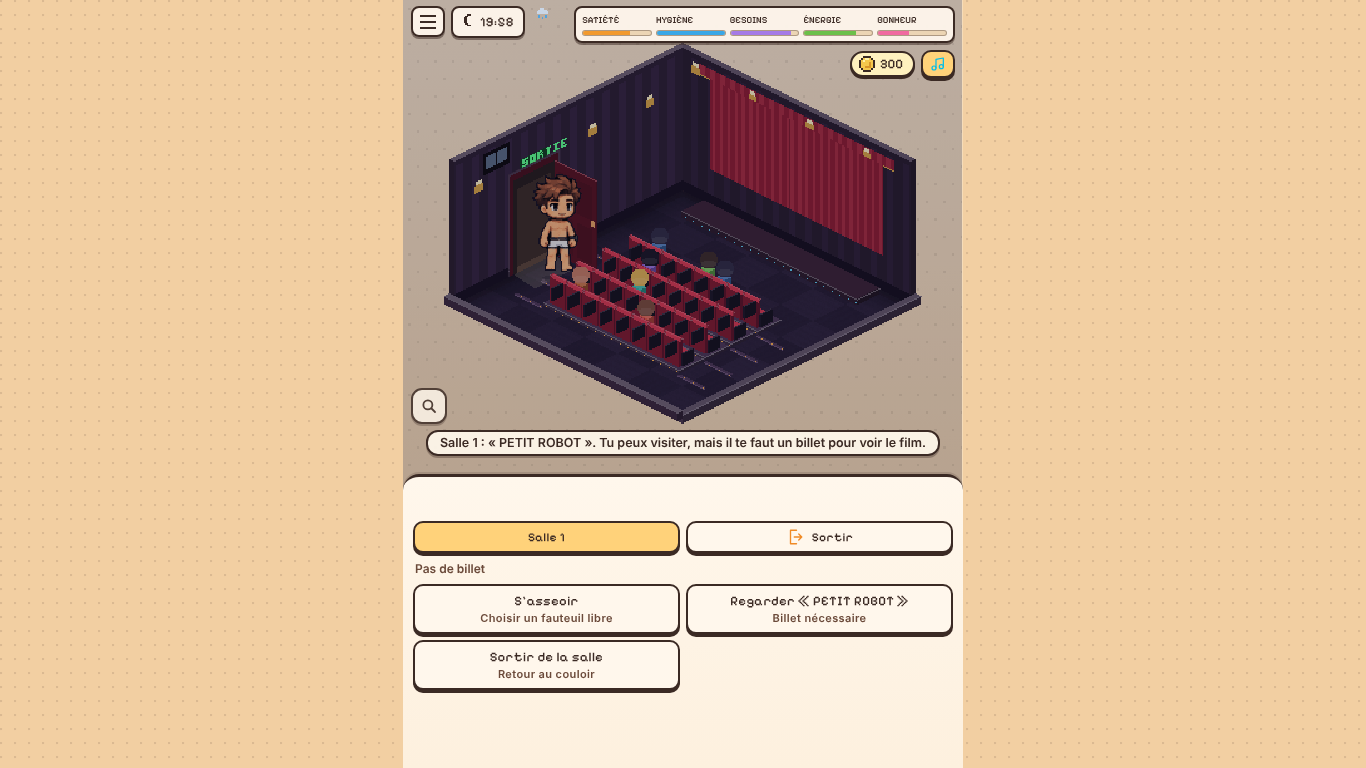 19:28
SATIÉTÉ
HYGIÈNE
BESOINS
ÉNERGIE
BONHEUR
300
SORTIE
Salle 1 : « PETIT ROBOT ». Tu peux visiter, mais il te faut un billet pour voir le film.
Salle 1
Sortir
Pas de billet
S'asseoir
Choisir un fauteuil libre
Regarder « PETIT ROBOT »
Billet nécessaire
Sortir de la salle
Retour au couloir